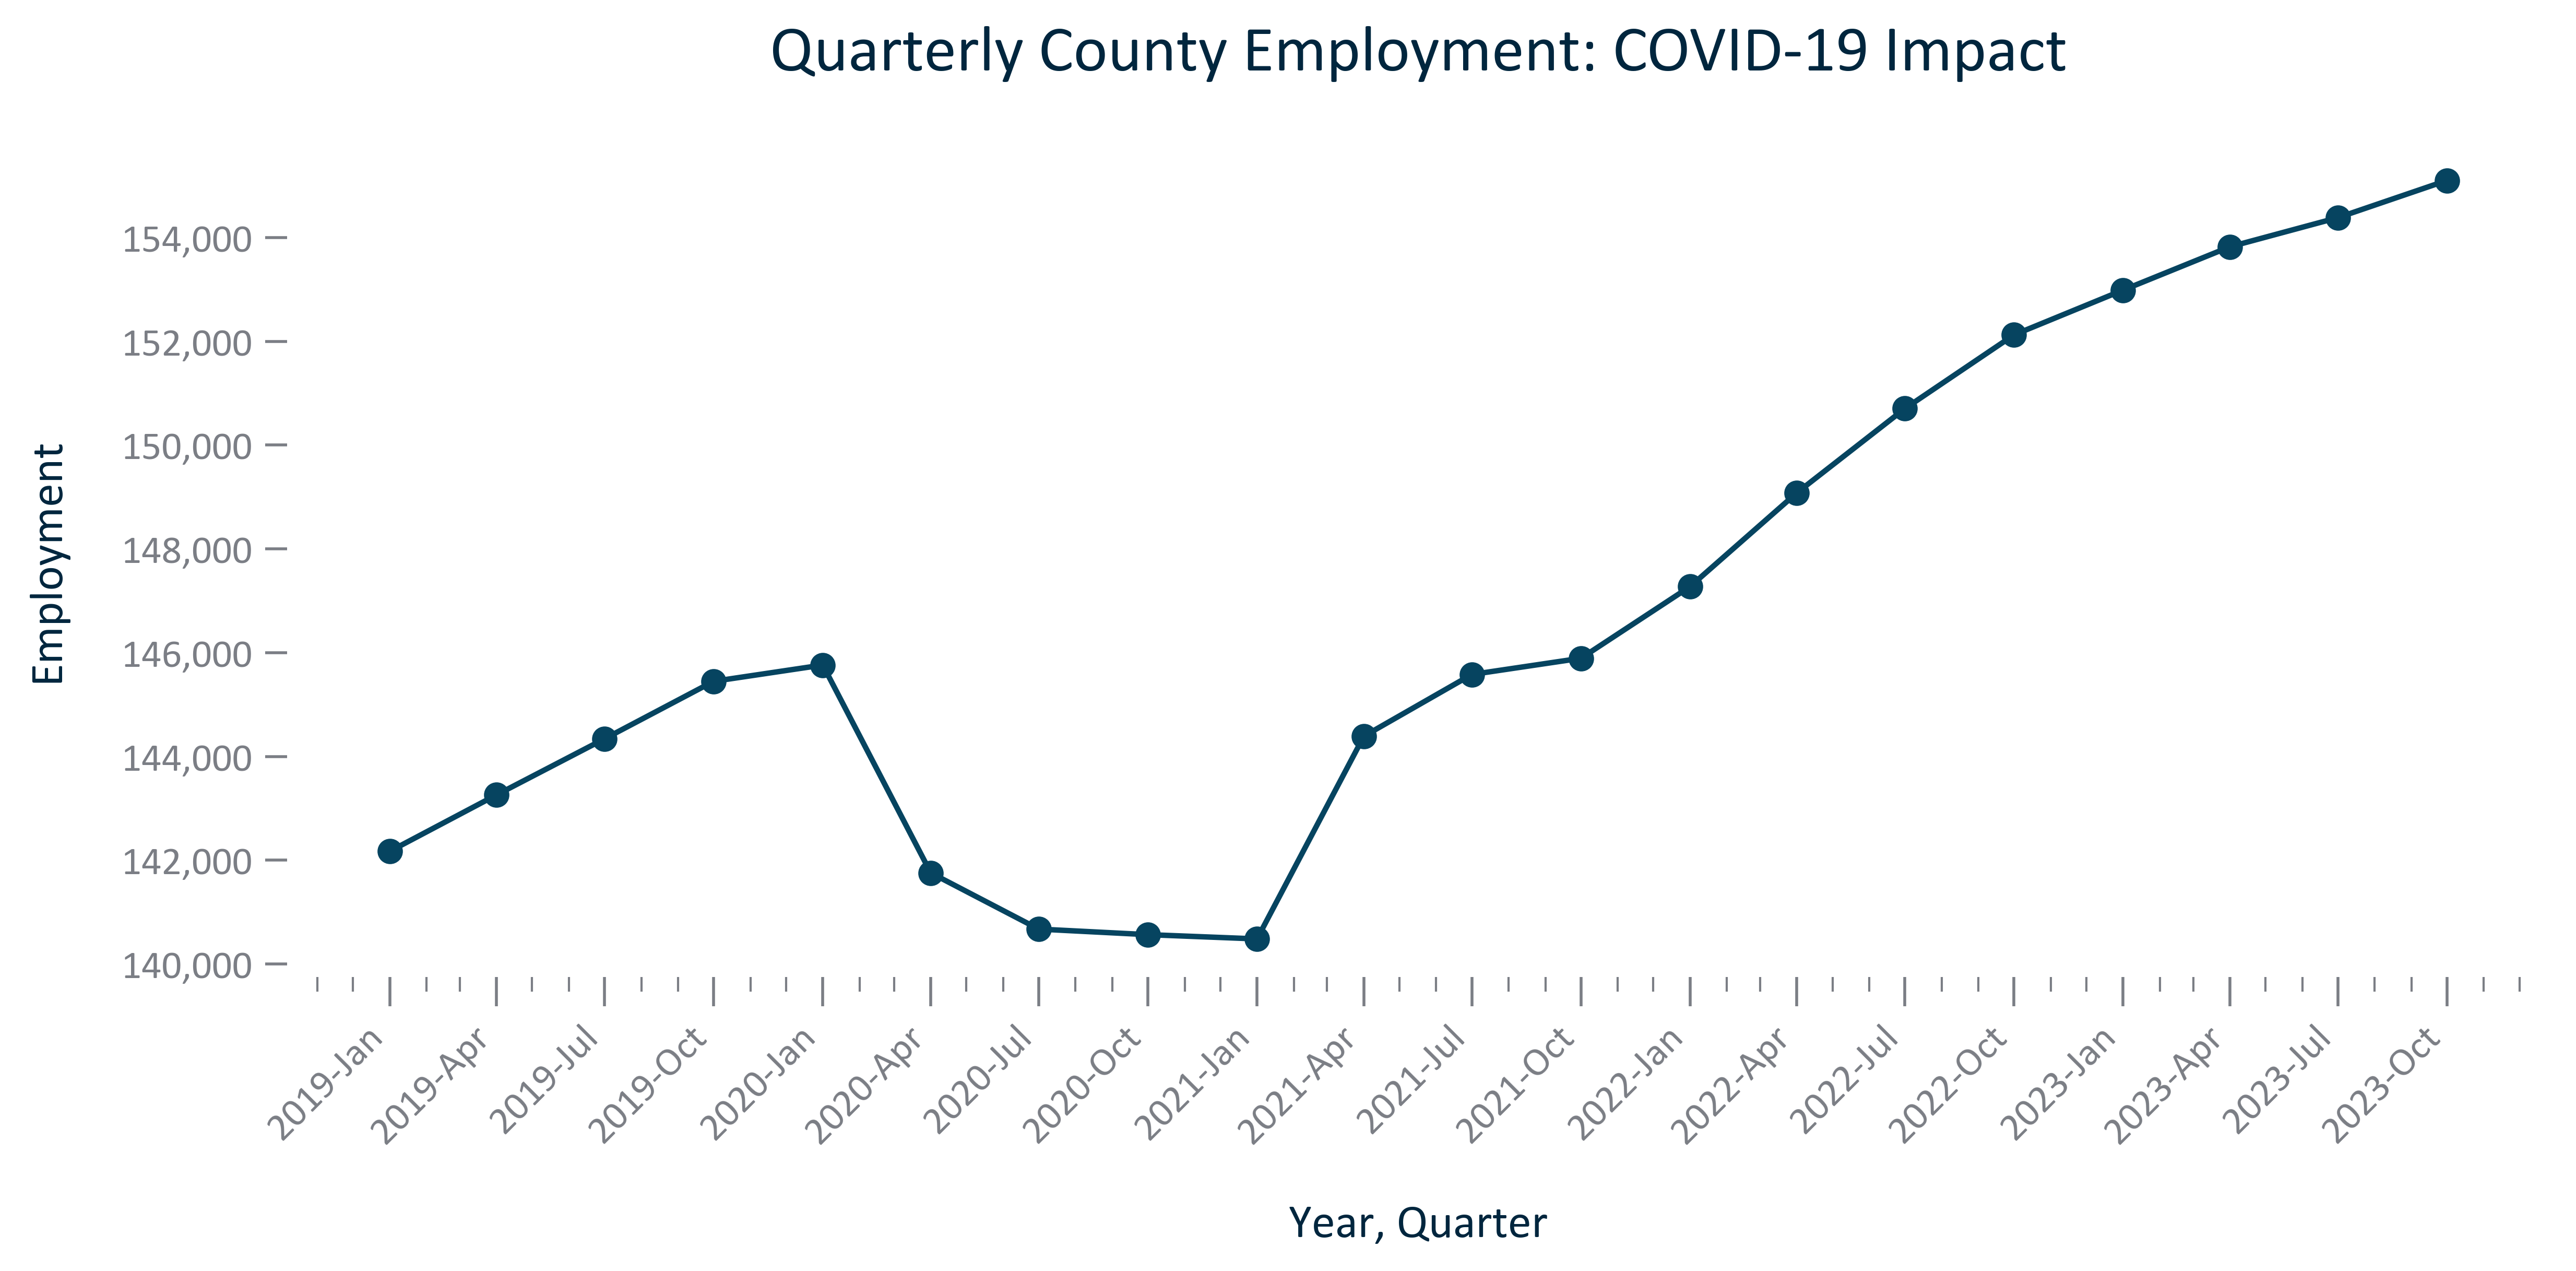 Quarterly County Employment: COVID-19 Impact
Employment
154,000
152,000
150,000
148,000
146,000
144,000
142,000
140,000
2019-Jan
2019-Apr
2019-Jul
2019-Oct
2020-Jan
2020-Apr
2020-Jul
2020-Oct
2021-Jan
2021-Apr
2021-Jul
2021-Oct
2022-Jan
2022-Apr
2022-Jul
2022-Oct
2023-Jan
2023-Apr
2023-Jul
2023-Oct
Year, Quarter